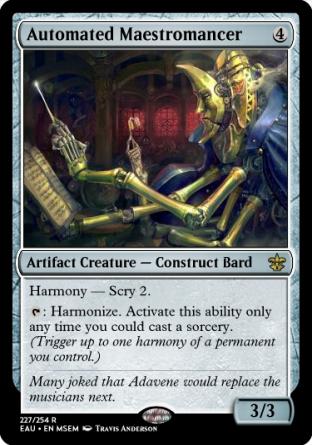 Automated Maestromancer 4
Artifact Creature — Construct Bard
Harmony — Scry 2.
: Harmonize. Activate this ability only
any time you could cast a sorcery.
(Trigger up to one harmony of a permanent
you control.)
Many joked that Adavene would replace the
musicians next.
3/3
227/254 R
EAU • EN MSEM Travis Anderson